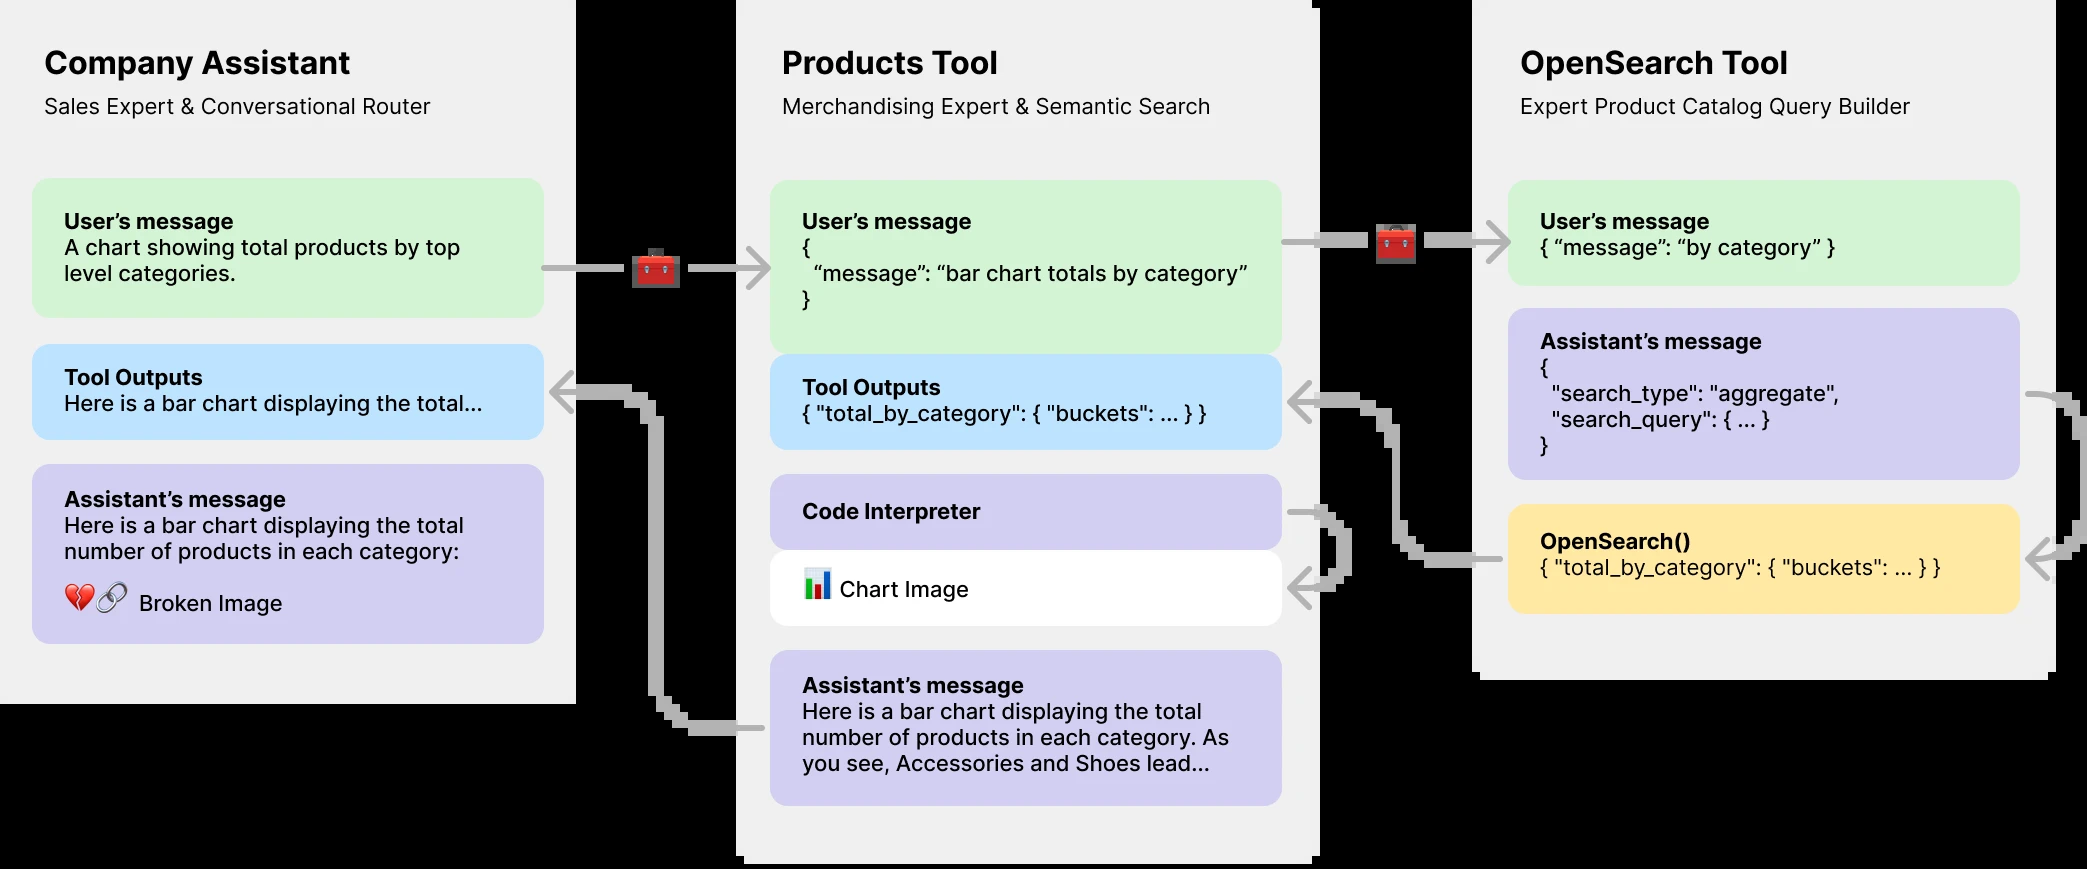 Company Assistant
Sales Expert & Conversational Router
User’s message
A chart showing total products by top
level categories.
Tool Outputs
Here is a bar chart displaying the total...
Assistant’s message
Here is a bar chart displaying the total
number of products in each category:
Broken Image
Products Tool
Merchandising Expert & Semantic Search
User’s message
{
“message”: “bar chart totals by category”
}
Tool Outputs
{ "total_by_category": { "buckets": ... } }
Code Interpreter
Chart Image
Assistant’s message
Here is a bar chart displaying the total
number of products in each category. As
you see, Accessories and Shoes lead...
OpenSearch Tool
Expert Product Catalog Query Builder
User’s message
{ “message”: “by category” }
Assistant’s message
{
"search_type": "aggregate",
"search_query": { ... }
}
OpenSearch()
{ "total_by_category": { "buckets": ... } }